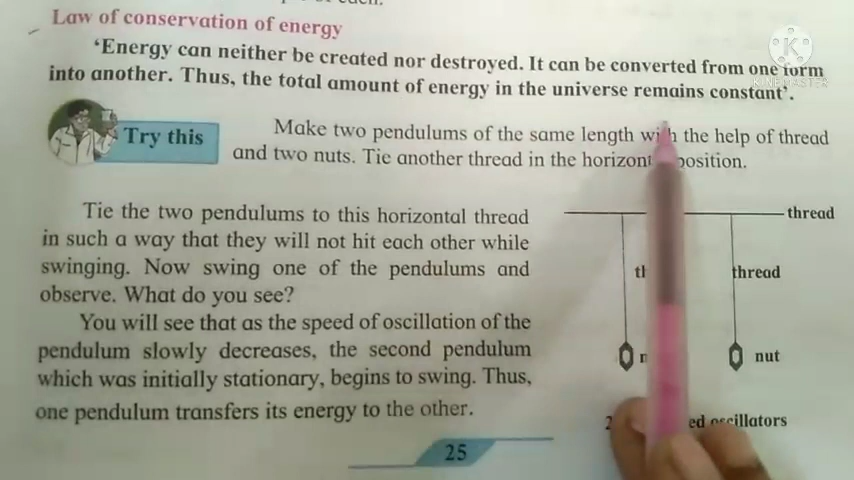 Law of conservation of energy
'Energy can neither be created nor destroyed. It can be converted from one form
into another. Thus, the total amount of energy in the universe remains constant'.
K
KINEMASTER
Try this
Make two pendulums of the same length with the help of thread
and two nuts. Tie another thread in the horizontal position.
Tie the two pendulums to this horizontal thread
in such a way that they will not hit each other while
swinging. Now swing one of the pendulums and
observe. What do you see?
You will see that as the speed of oscillation of the
pendulum slowly decreases, the second pendulum
which was initially stationary, begins to swing. Thus,
one pendulum transfers its energy to the other.
thread
thread
nut
oscillators
25